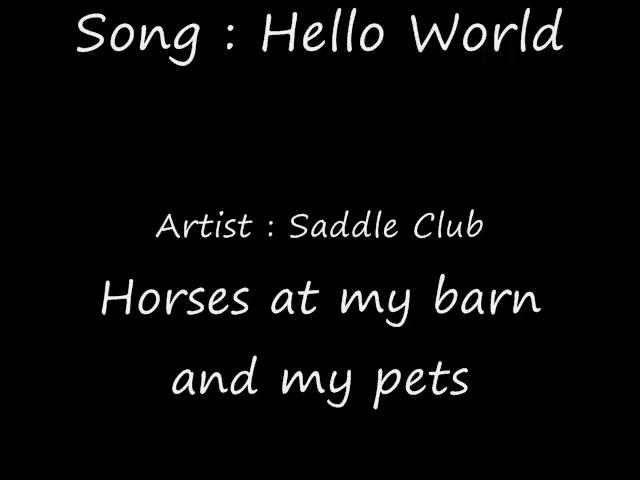 Song : Hello World
Artist : Saddle Club
Horses at my barn
and my pets